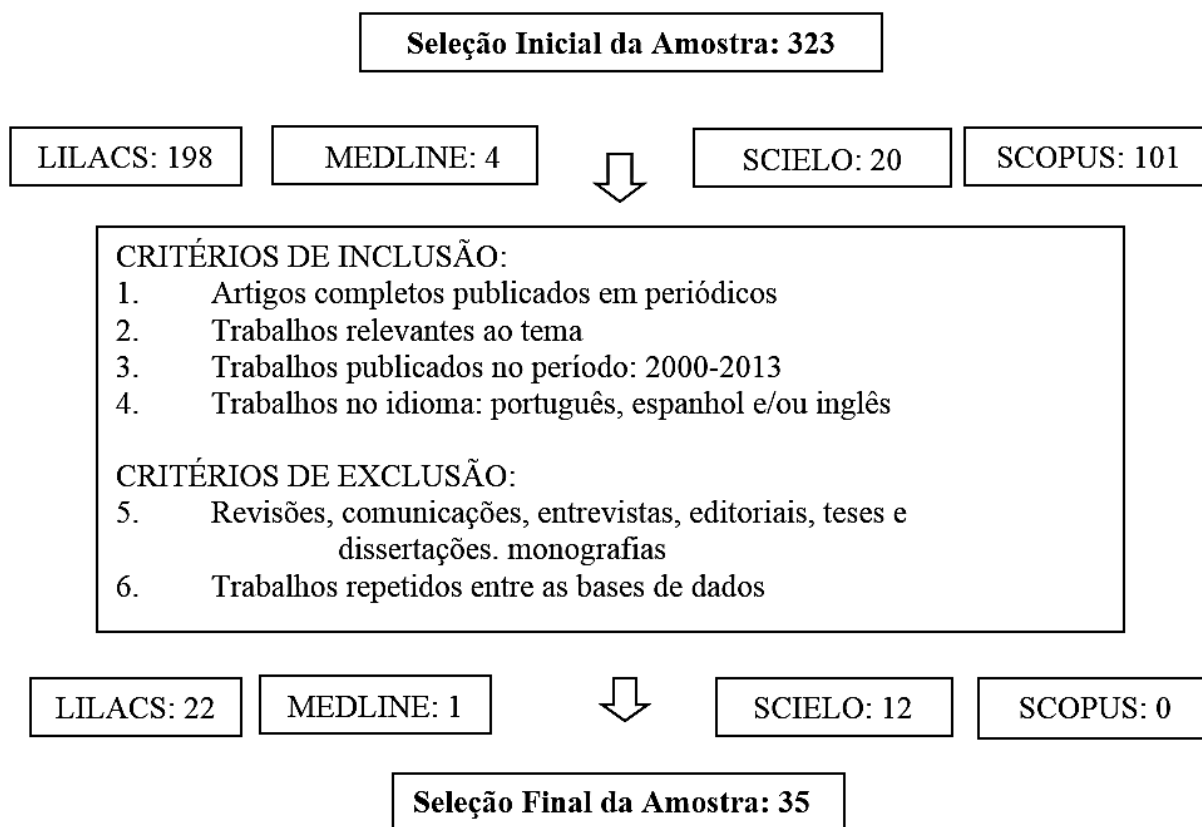 Seleção Inicial da Amostra: 323
LILACS: 198
MEDLINE: 4
SCIELO: 20
SCOPUS: 101
CRITÉRIOS DE INCLUSÃO:
1. Artigos completos publicados em periódicos
2. Trabalhos relevantes ao tema
3. Trabalhos publicados no período: 2000-2013
4. Trabalhos no idioma: português, espanhol e/ou inglês
CRITÉRIOS DE EXCLUSÃO:
5. Revisões, comunicações, entrevistas, editoriais, teses e
dissertações. monografias
6. Trabalhos repetidos entre as bases de dados
LILACS: 22
MEDLINE: 1
SCIELO: 12
SCOPUS: 0
Seleção Final da Amostra: 35